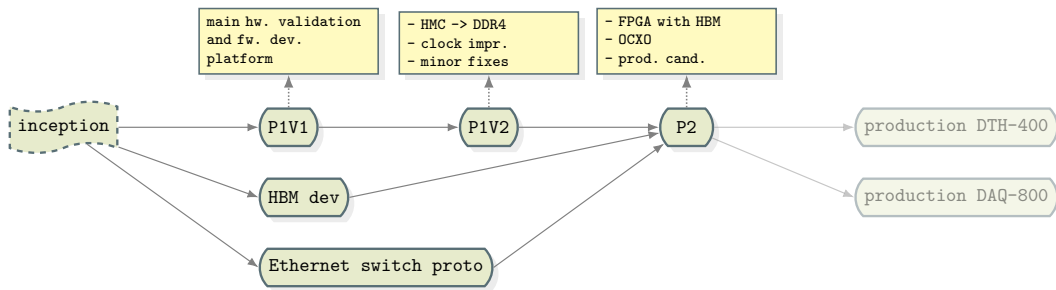 main hw. validation
and fw. dev.
platform
- HMC -> DDR4
- clock impr.
- minor fixes
- FPGA with HBM
- OCXO
- prod. cand.
inception
P1V1
P1V2
P2
production DTH-400
HBM dev
production DAQ-800
Ethernet switch proto